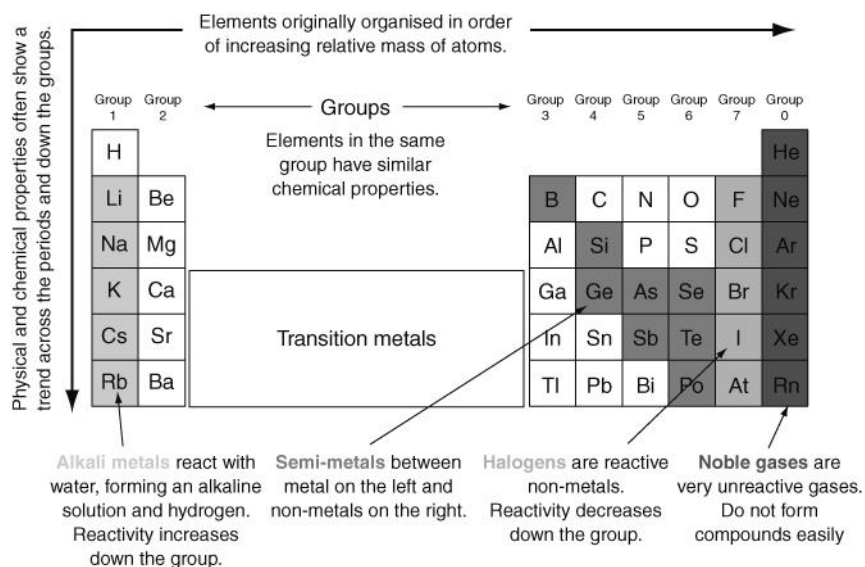 Elements originally organised in order
of increasing relative mass of atoms.
Physical and chemical properties often show a
trend across the periods and down the groups.
Group
1
Group
2
Groups
Elements in the same
group have similar
chemical properties.
Group
3
Group
4
Group
5
Group
6
Group
7
Group
0
H He
Li Be B C N O F Ne
Na Mg Al Si P S Cl Ar
K Ca Ga Ge As Se Br Kr
Cs Sr Transition metals In Sn Sb Te I Xe
Rb Ba Tl Pb Bi Po At Rn
Alkali metals react with
water, forming an alkaline
solution and hydrogen.
Reactivity increases
down the group.
Semi-metals between
metal on the left and
non-metals on the right.
Halogens are reactive
non-metals.
Reactivity decreases
down the group.
Noble gases are
very unreactive gases.
Do not form
compounds easily